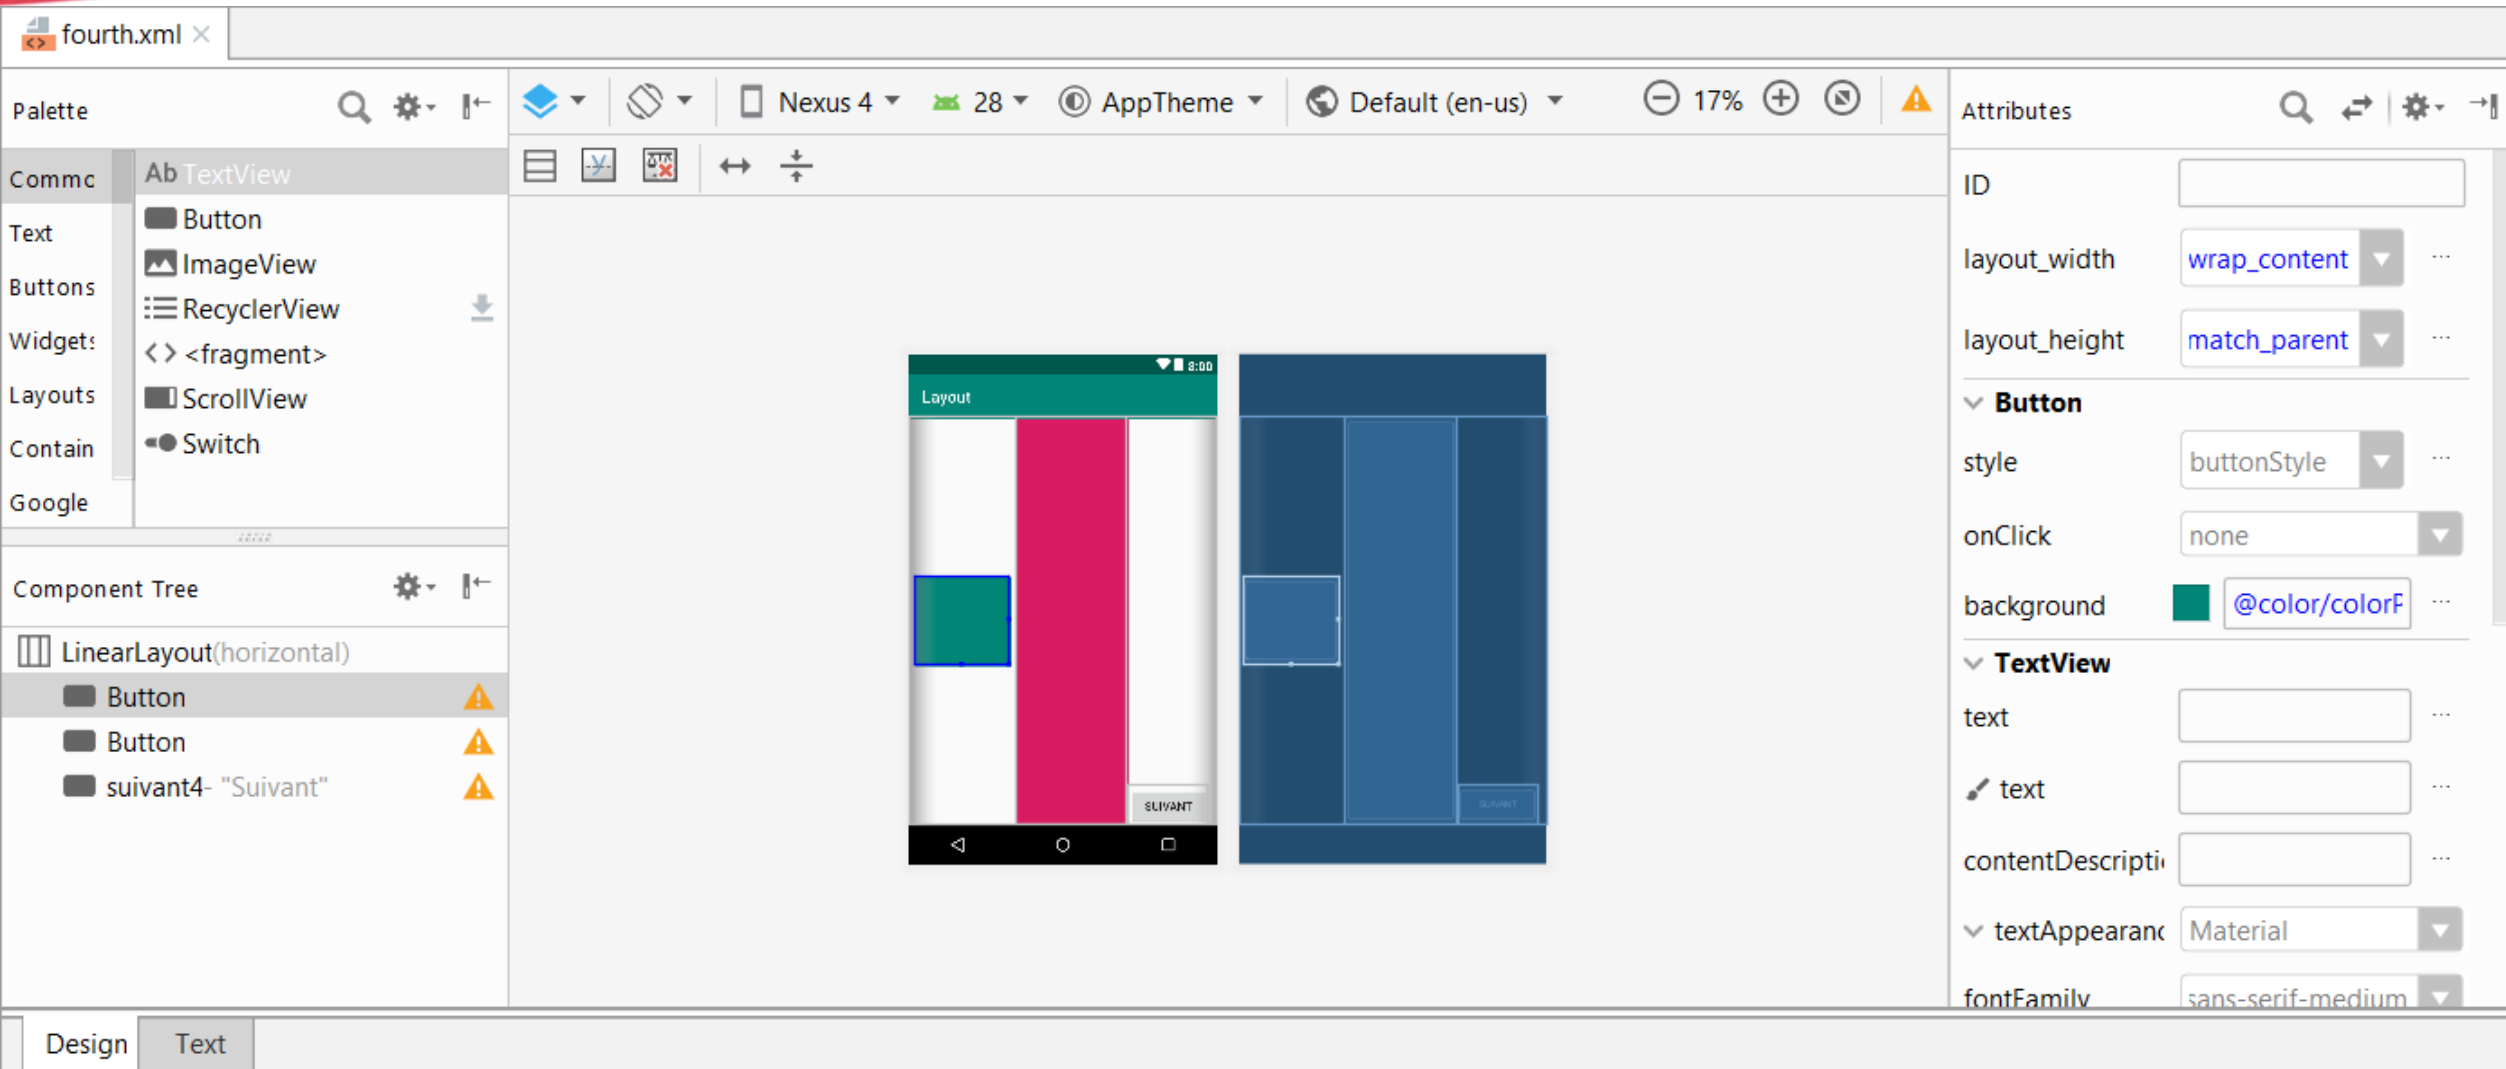 fourth.xml
Palette
Nexus 4
28
AppTheme
Default (en-us)
17%
Attributes
Commc
Text
Buttons
Widgets
Layouts
Contain
Google
Ab TextView
Button
ImageView
RecyclerView
<fragment>
ScrollView
Switch
Component Tree
LinearLayout(horizontal)
Button
Button
suivant4- "Suivant"
8:00
Layout
SUIVANT
SUIVANT
ID
layout_width
wrap_content
layout_height
match_parent
Button
style
buttonStyle
onClick
none
background
@color/colorP
TextView
text
text
contentDescripti
textAppearanc
Material
fontFamily
sans-serif-medium
Design
Text